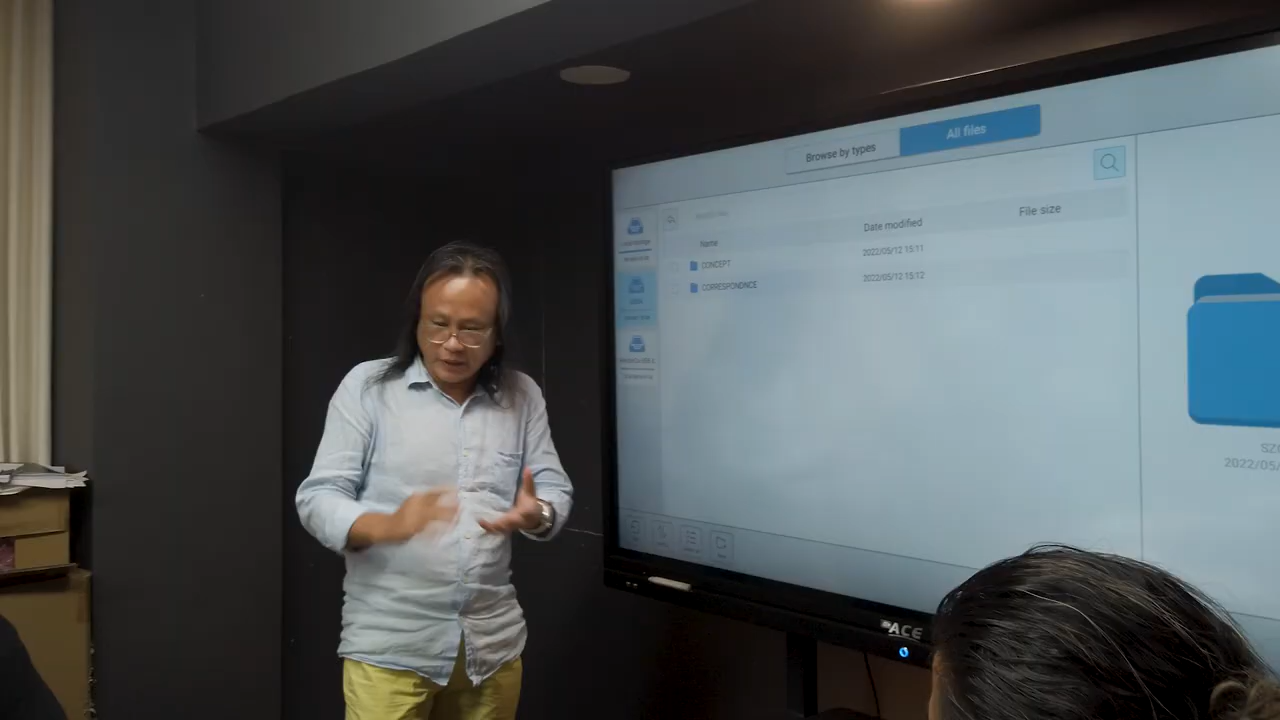 Browse by types
All files
Name
Date modified
File size
CONCEPT
2022/05/12 15:11
CORRESPONDNCE
2022/05/12 15:12
2022/05/
ACE